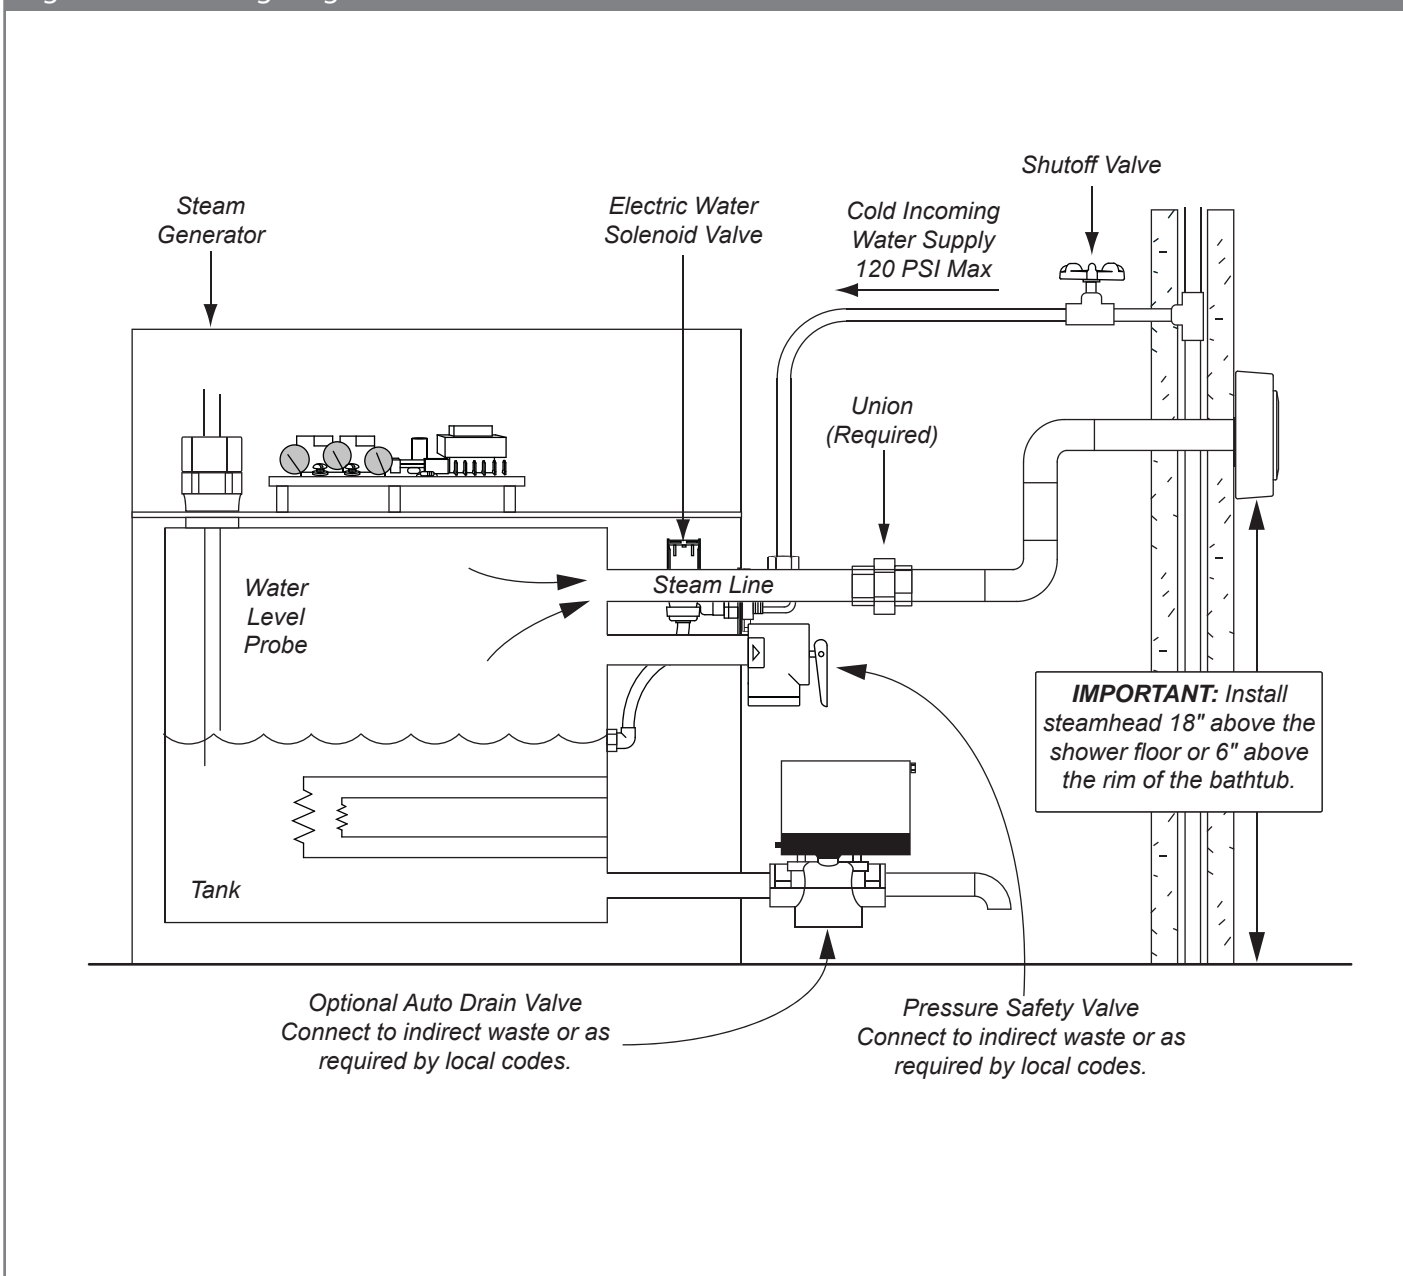 Shutoff Valve
Steam
Generator
Electric Water
Solenoid Valve
Cold Incoming
Water Supply
120 PSI Max
Union
(Required)
Steam Line
Water
Level
Probe
IMPORTANT: Install
steamhead 18" above the
shower floor or 6" above
the rim of the bathtub.
Tank
Optional Auto Drain Valve
Connect to indirect waste or as
required by local codes.
Pressure Safety Valve
Connect to indirect waste or as
required by local codes.